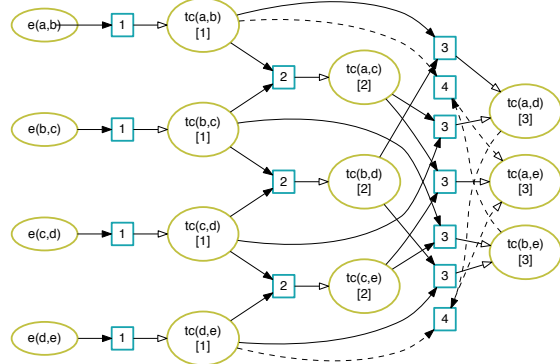 e(a,b)
1
tc(a,b)
[1]
3
2
tc(a,c)
[2]
4
tc(a,d)
[3]
e(b,c)
1
tc(b,c)
[1]
3
2
tc(b,d)
[2]
3
tc(a,e)
[3]
e(c,d)
1
tc(c,d)
[1]
3
tc(b,e)
[3]
2
tc(c,e)
[2]
3
4
e(d,e)
1
tc(d,e)
[1]